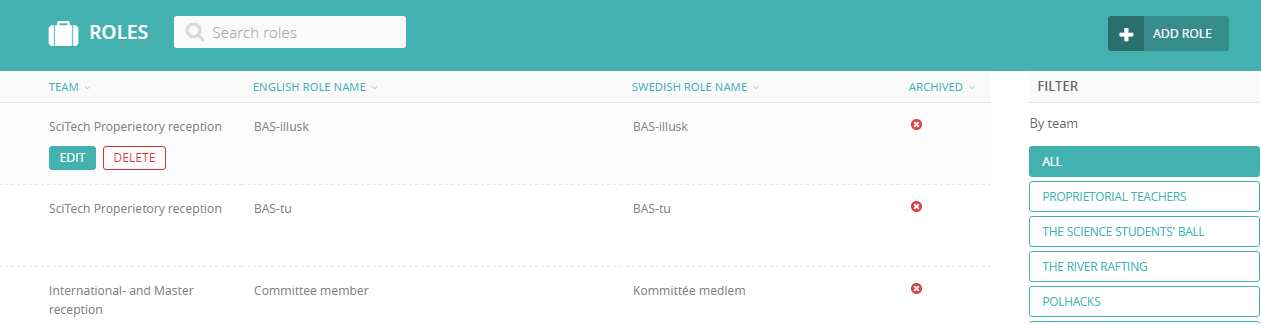 ROLES
Search roles
ADD ROLE
TEAM ENGLISH ROLE NAME SWEDISH ROLE NAME ARCHIVED
SciTech Properietory reception BAS-illusk BAS-illusk
EDIT DELETE
SciTech Properietory reception BAS-tu BAS-tu
International- and Master Committee member Kommittée medlem
reception
FILTER
By team
ALL
PROPRIETORIAL TEACHERS
THE SCIENCE STUDENTS' BALL
THE RIVER RAFTING
POLHACKS